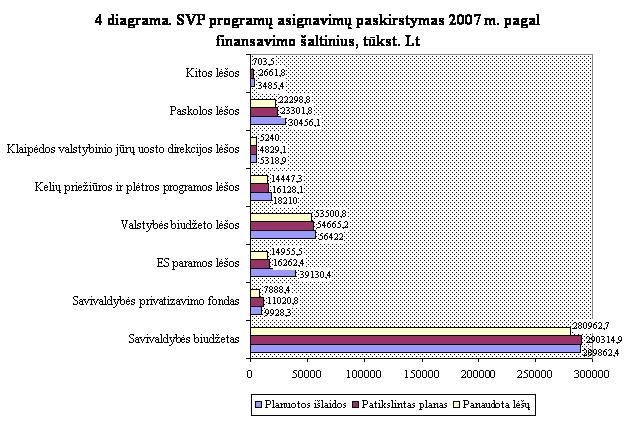 4 diagrama. SVP programų asignavimų paskirstymas 2007 m. pagal
finansavimo šaltinius, tūkst. Lt
Kitos lėšos
703,5
2661,8
3485,4
Paskolos lėšos
22298,8
23301,8
30456,1
Klaipėdos valstybinio jūrų uosto direkcijos lėšos
5240
4829,1
5318,9
Kelių priežiūros ir plėtros programos lėšos
14447,3
16128,1
18210
Valstybės biudžeto lėšos
53500,8
54665,2
56422
ES paramos lėšos
14955,5
16262,4
39130,4
Savivaldybės privatizavimo fondas
7888,4
11020,8
9928,3
Savivaldybės biudžetas
280962,7
290314,9
289862,4
0 50000 100000 150000 200000 250000 300000
Planuotos išlaidos Patikslintas planas Panaudota lėšų